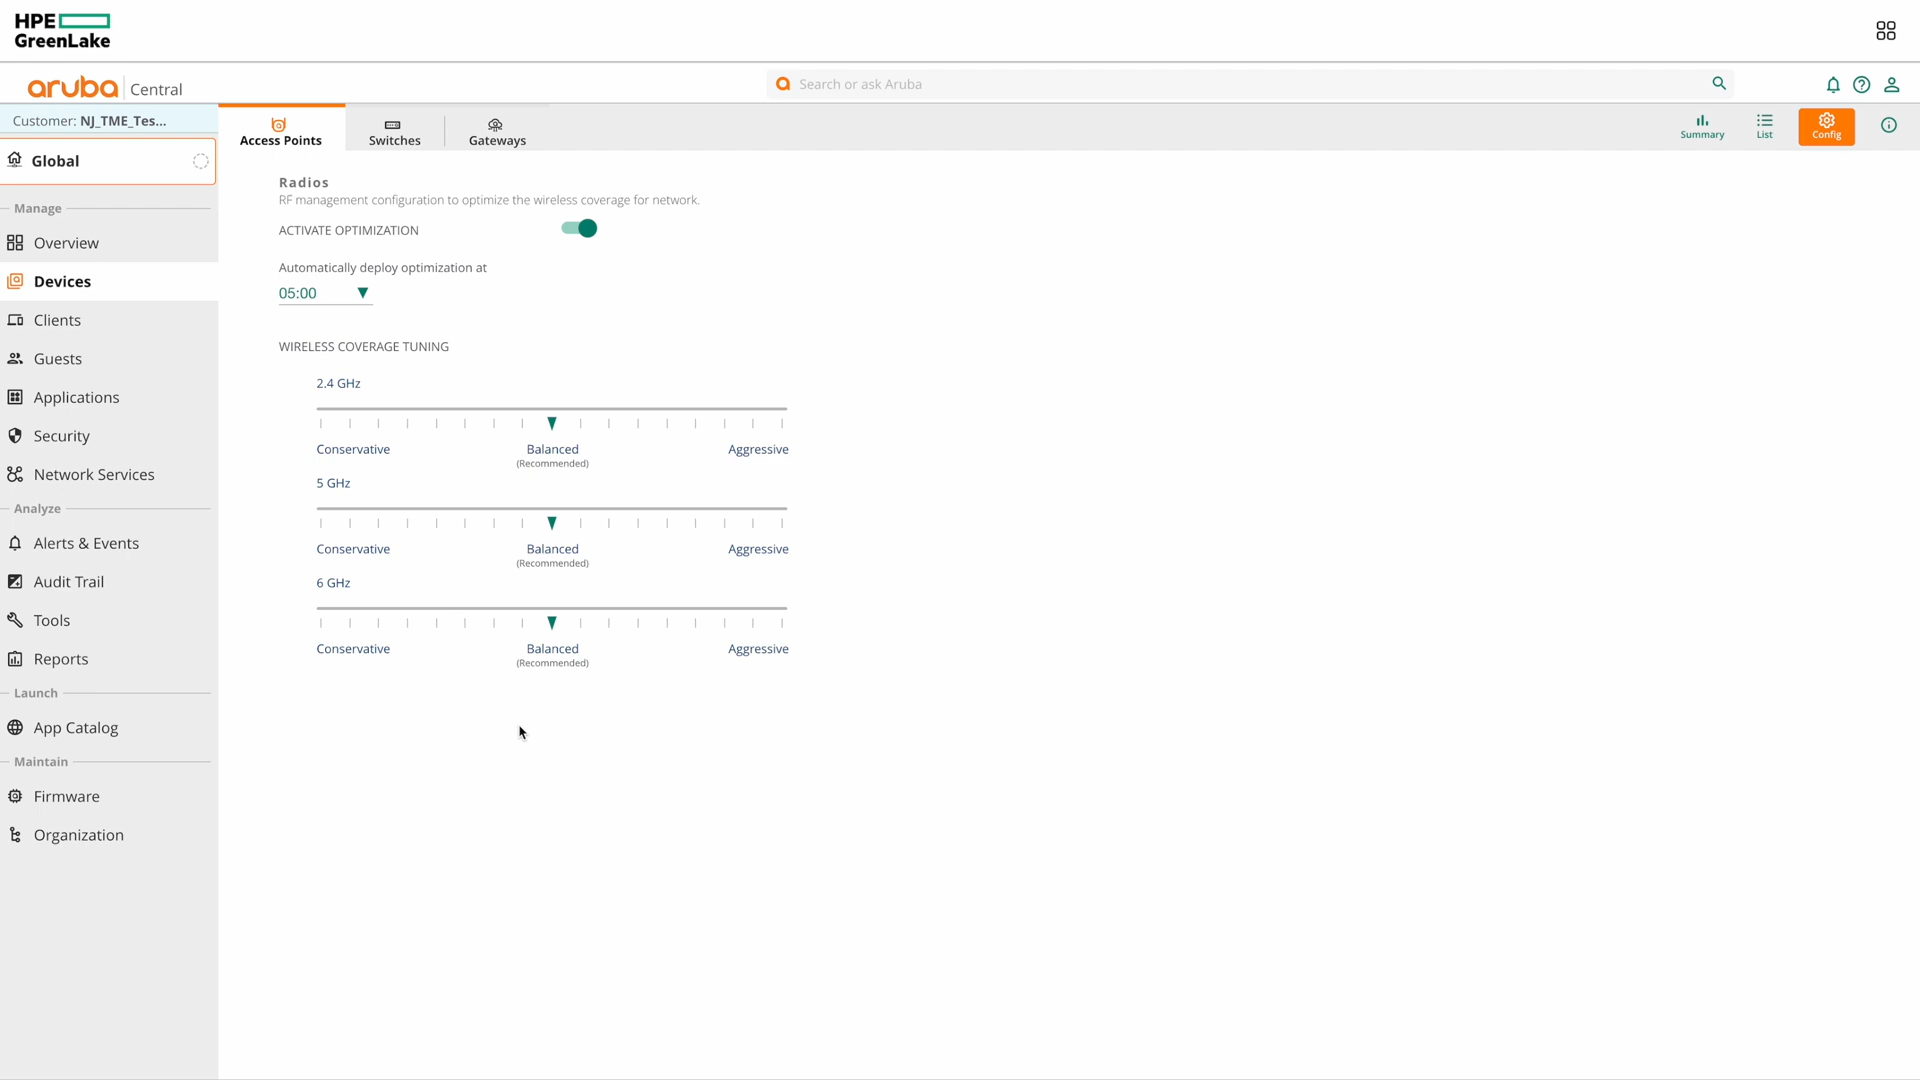 HPE
GreenLake
aruba Central
Search or ask Aruba
Customer: NJ_TME_Tes...
Global
Manage
Overview
Devices
Clients
Guests
Applications
Security
Network Services
Analyze
Alerts & Events
Audit Trail
Tools
Reports
Launch
App Catalog
Maintain
Firmware
Organization
Access Points
Switches
Gateways
Summary
List
Config
Radios
RF management configuration to optimize the wireless coverage for network.
ACTIVATE OPTIMIZATION
Automatically deploy optimization at
05:00
WIRELESS COVERAGE TUNING
2.4 GHz
Conservative Balanced Aggressive
(Recommended)
5 GHz
Conservative Balanced Aggressive
(Recommended)
6 GHz
Conservative Balanced Aggressive
(Recommended)